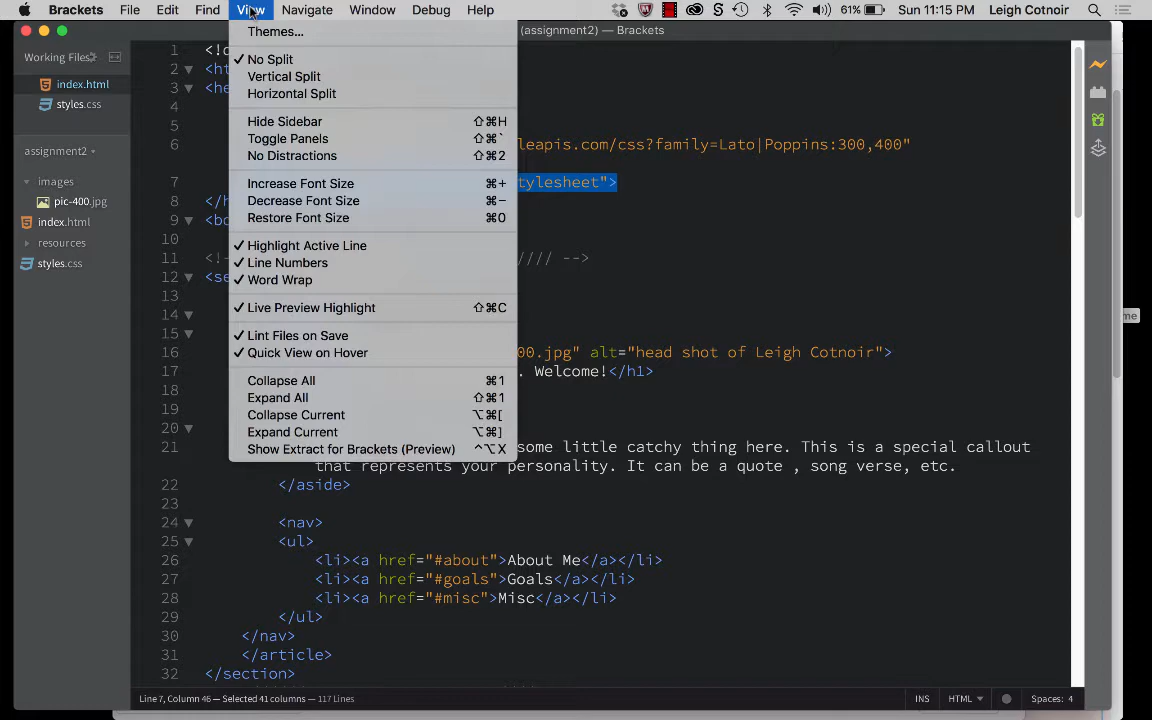 Brackets File Edit Find View Navigate Window Debug Help 61% Sun 11:15 PM Leigh Cotnoir
(assignment2) — Brackets
Working Files
index.html
styles.css
assignment2
images
pic-400.jpg
index.html
resources
styles.css
Themes...
✓ No Split
Vertical Split
Horizontal Split
Hide Sidebar ⇧⌘H
Toggle Panels ⇧⌘`
No Distractions ⇧⌘2
Increase Font Size ⌘+
Decrease Font Size ⌘−
Restore Font Size ⌘0
✓ Highlight Active Line
✓ Line Numbers
✓ Word Wrap
✓ Live Preview Highlight ⇧⌘C
✓ Lint Files on Save
✓ Quick View on Hover
Collapse All ⌘1
Expand All ⇧⌘1
Collapse Current ⌥⌘[
Expand Current ⌥⌘]
Show Extract for Brackets (Preview) ^⌥X
1 <!
2 <ht
3 <he
4
5
6 leapis.com/css?family=Lato|Poppins:300,400"
7 tylesheet">
8 </h
9 <bo
10
11 <!- //// -->
12 <se
13
14
15
16 00.jpg" alt="head shot of Leigh Cotnoir">
17 . Welcome!</h1>
18
19
20
21 some little catchy thing here. This is a special callout
that represents your personality. It can be a quote , song verse, etc.
22 </aside>
23
24 <nav>
25 <ul>
26 <li><a href="#about">About Me</a></li>
27 <li><a href="#goals">Goals</a></li>
28 <li><a href="#misc">Misc</a></li>
29 </ul>
30 </nav>
31 </article>
32 </section>
me
Line 7, Column 46 — Selected 41 columns — 117 Lines INS HTML Spaces: 4